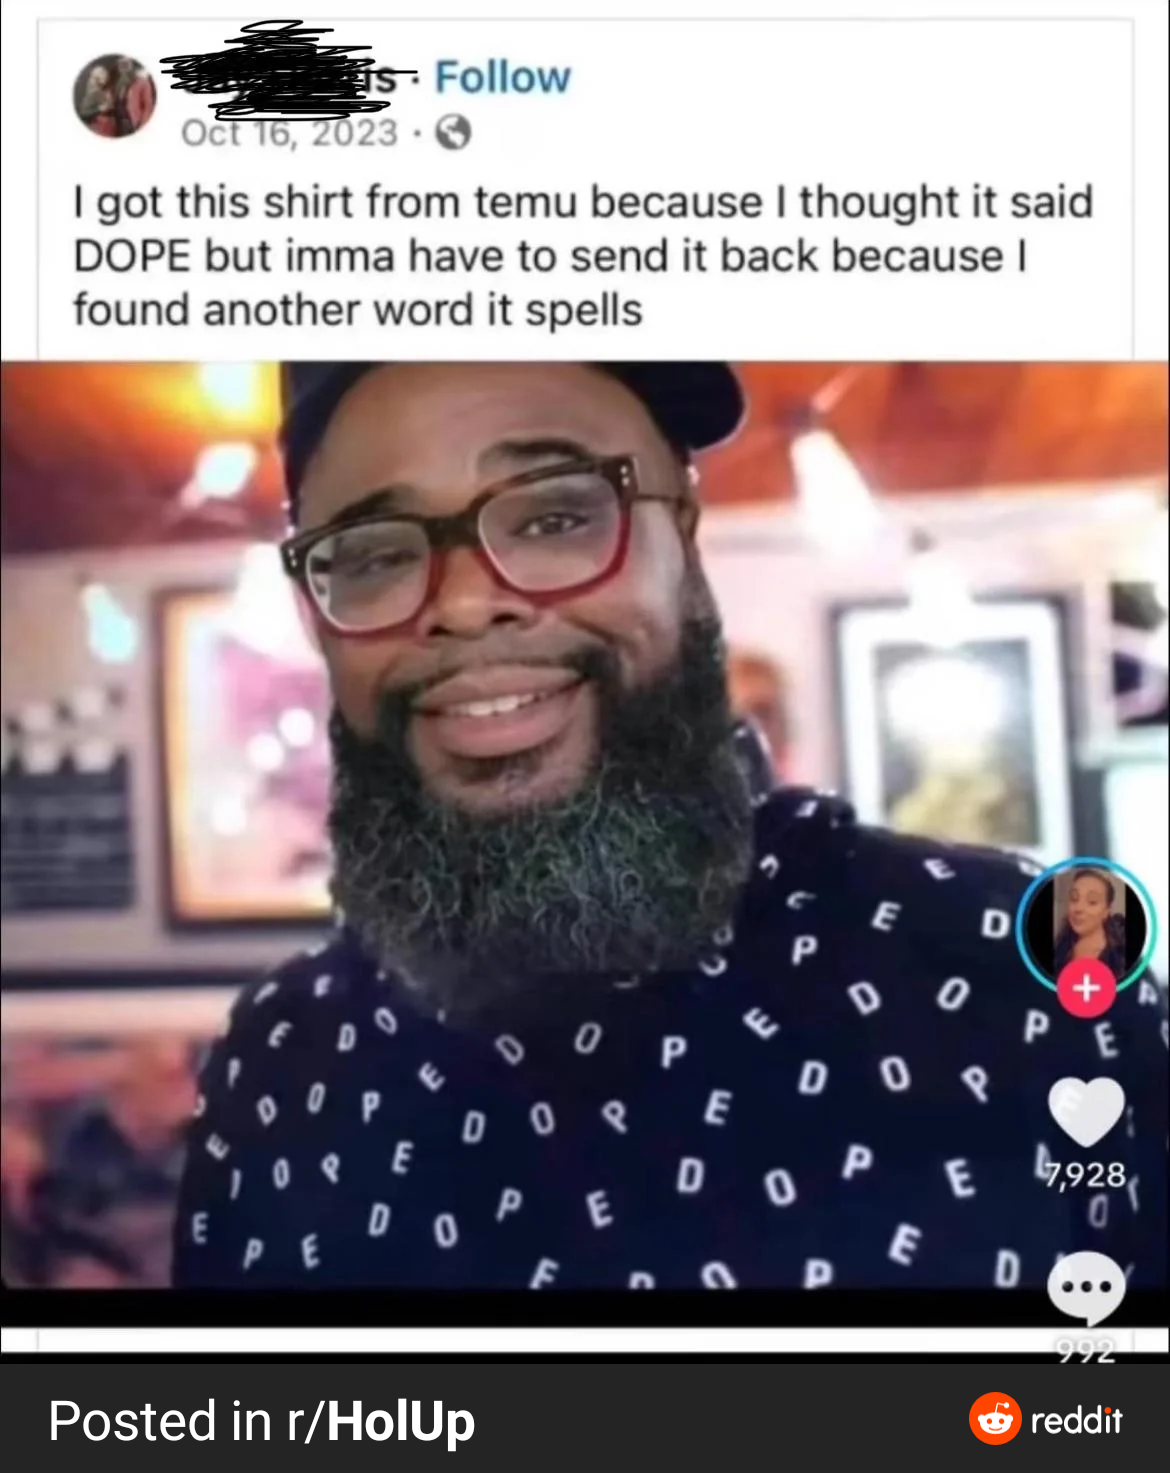 is · Follow
Oct 16, 2023
I got this shirt from temu because I thought it said
DOPE but imma have to send it back because I
found another word it spells
E
E D
P
D O P E
E D O
E D O P E
D O P
D O P E
D O P E
E
O P E
D O P E
E
D O P E
P E
E D
P
7,928
992
Posted in r/HolUp
reddit